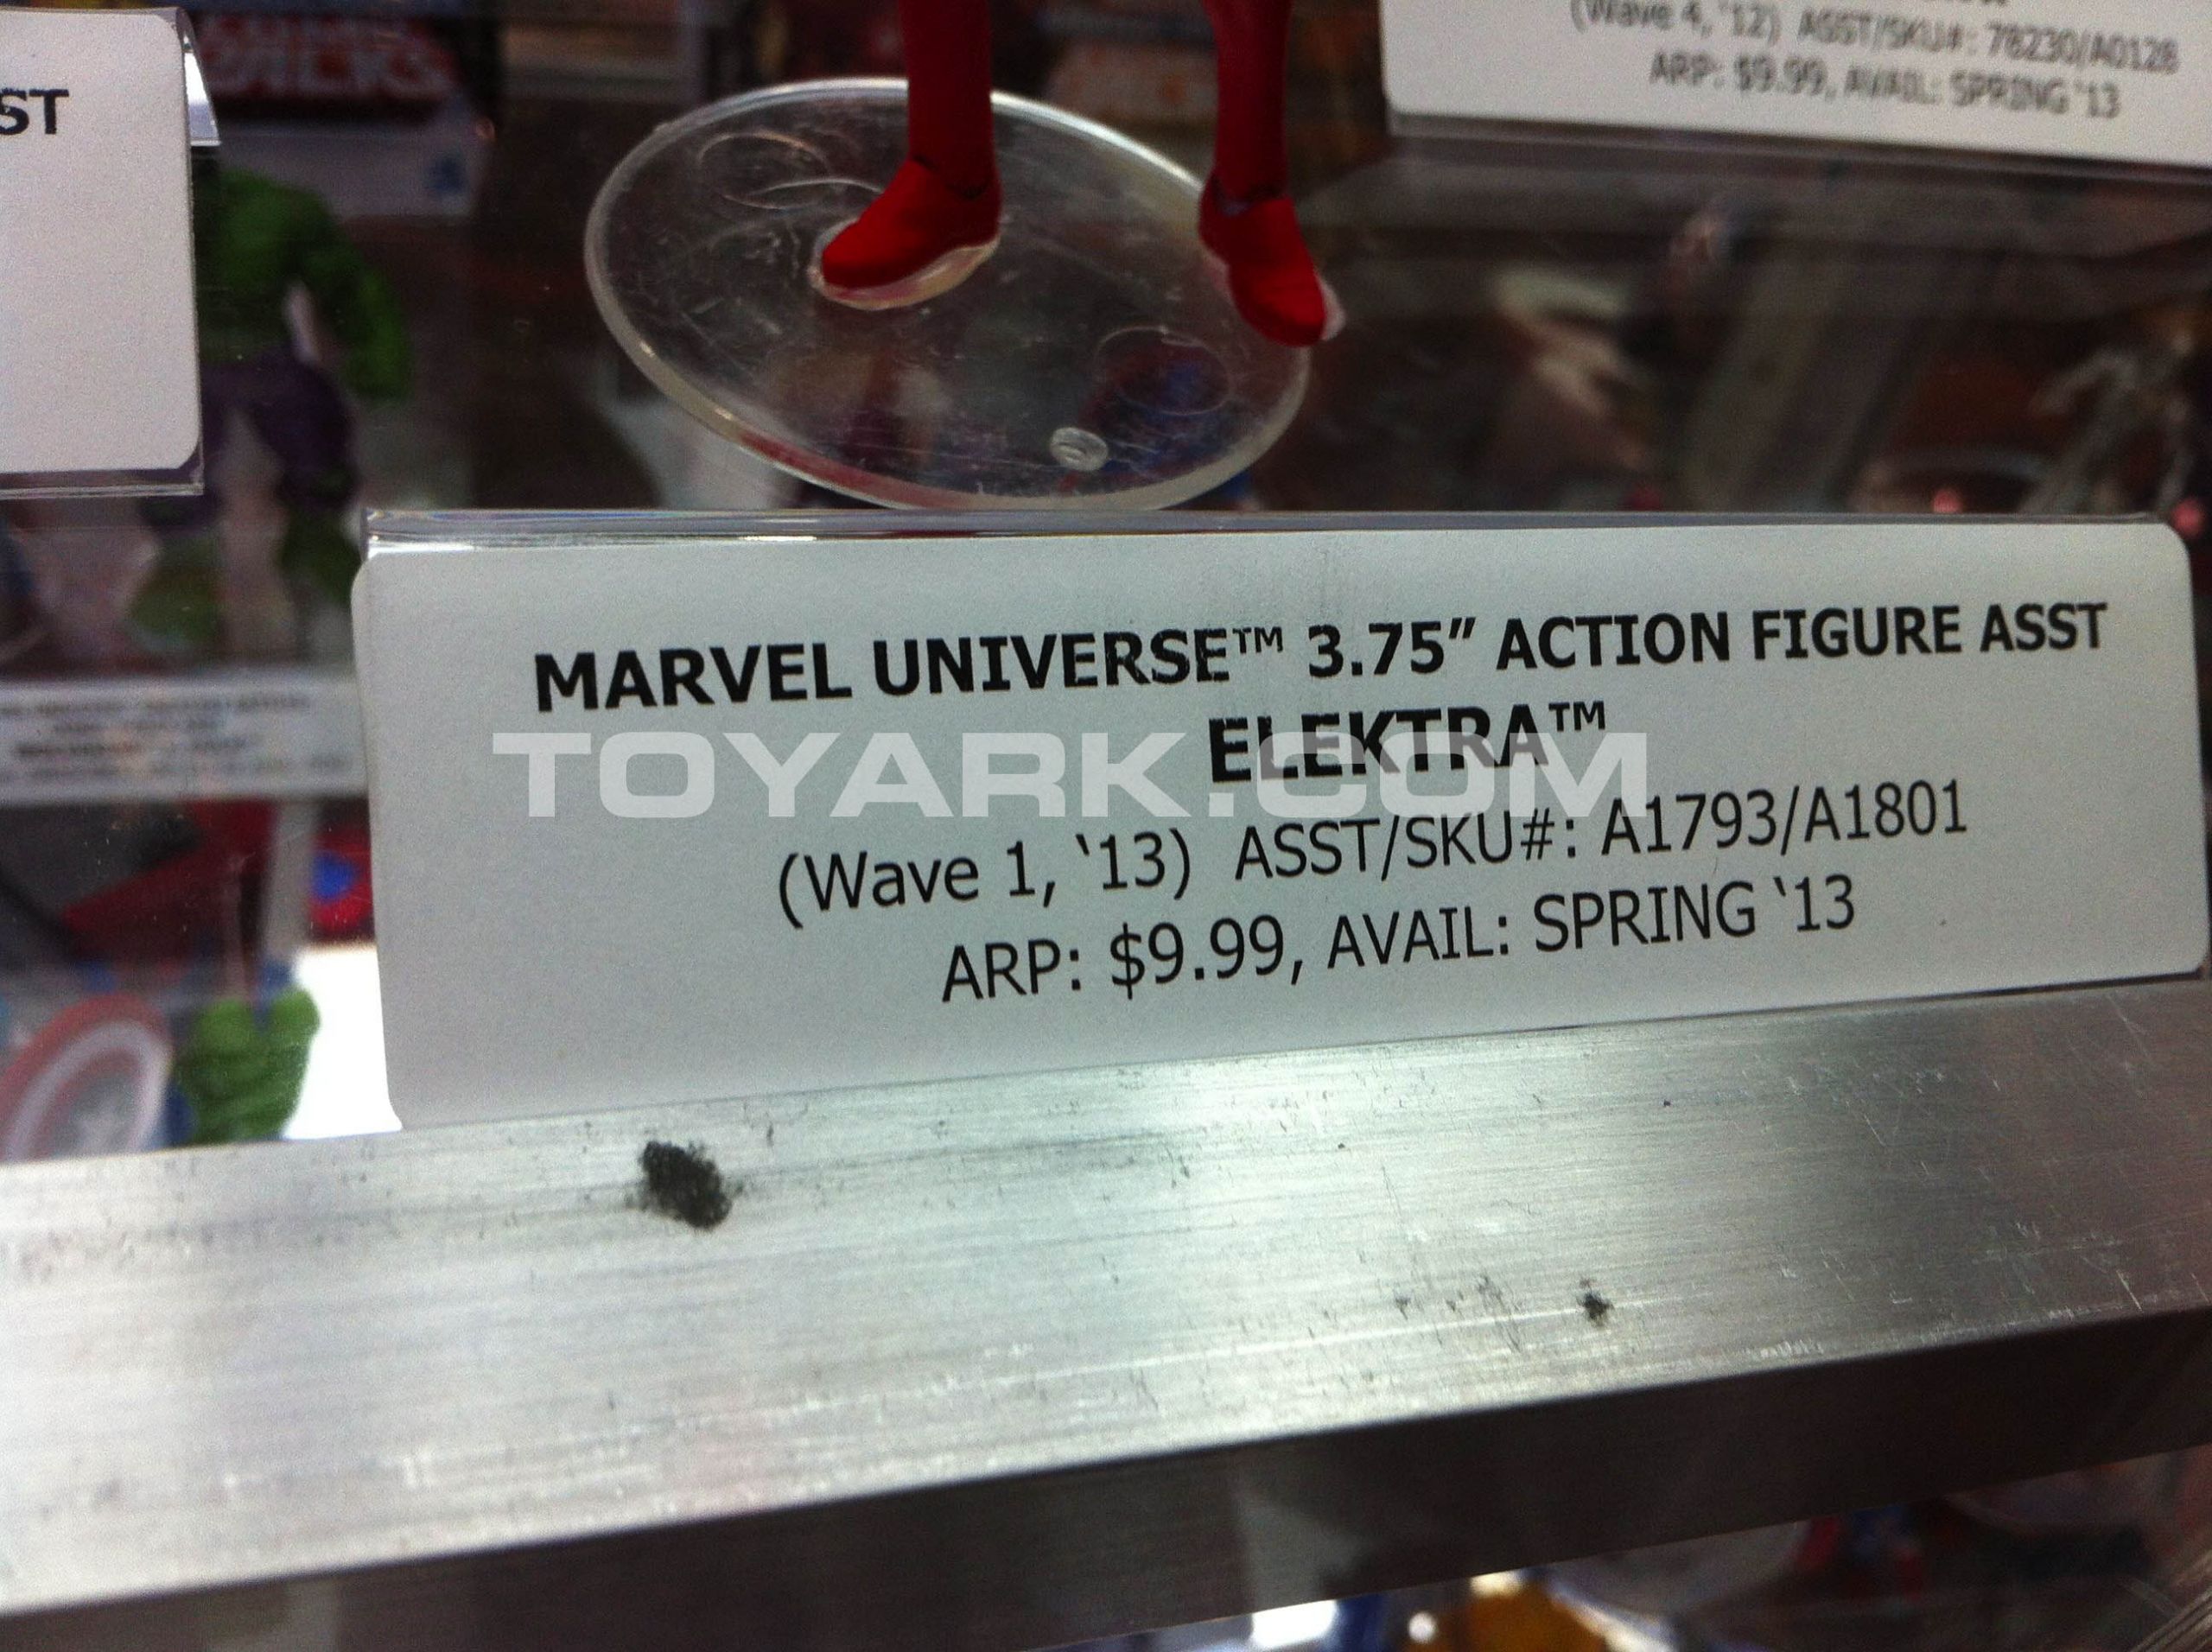 (Wave 4, '12) ASST/SKU#: 78230/A0128
ARP: $9.99, AVAIL: SPRING '13
ST
MARVEL UNIVERSE™ 3.75" ACTION FIGURE ASST
ELEKTRA™
TOYARK.COM
(Wave 1, ‘13) ASST/SKU#: A1793/A1801
ARP: $9.99, AVAIL: SPRING ‘13